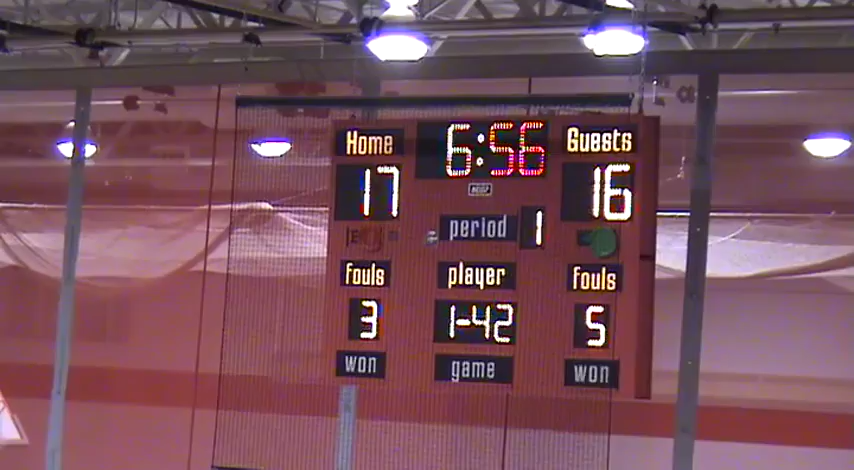 Home 6:56 Guests
17 16
period 1
fouls player fouls
3 1-42 5
won game won